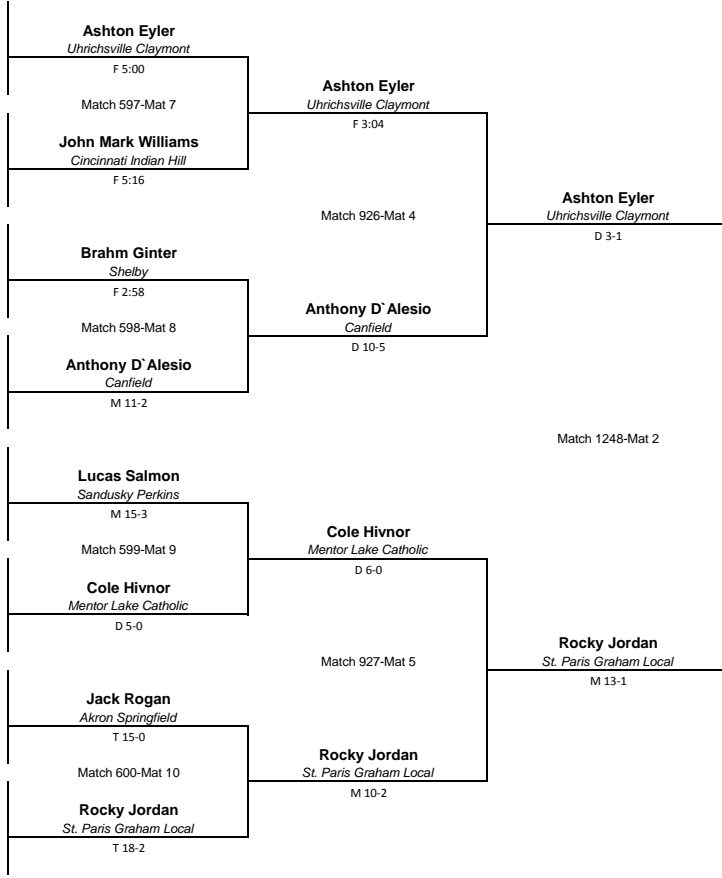 Ashton Eyler
Uhrichsville Claymont
F 5:00
Match 597-Mat 7
John Mark Williams
Cincinnati Indian Hill
F 5:16
Brahm Ginter
Shelby
F 2:58
Match 598-Mat 8
Anthony D`Alesio
Canfield
M 11-2
Lucas Salmon
Sandusky Perkins
M 15-3
Match 599-Mat 9
Cole Hivnor
Mentor Lake Catholic
D 5-0
Jack Rogan
Akron Springfield
T 15-0
Match 600-Mat 10
Rocky Jordan
St. Paris Graham Local
T 18-2
Ashton Eyler
Uhrichsville Claymont
F 3:04
Match 926-Mat 4
Anthony D`Alesio
Canfield
D 10-5
Cole Hivnor
Mentor Lake Catholic
D 6-0
Match 927-Mat 5
Rocky Jordan
St. Paris Graham Local
M 10-2
Ashton Eyler
Uhrichsville Claymont
D 3-1
Match 1248-Mat 2
Rocky Jordan
St. Paris Graham Local
M 13-1